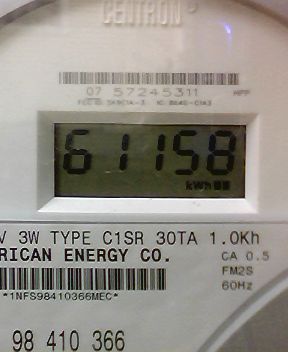 CENTRON®
07 57245311 HPP
61158
kWh
V 3W TYPE C1SR 30TA 1.0Kh
RICAN ENERGY CO. CA 0.5
FM2S
*1NFS98410366MEC* 60Hz
98 410 366